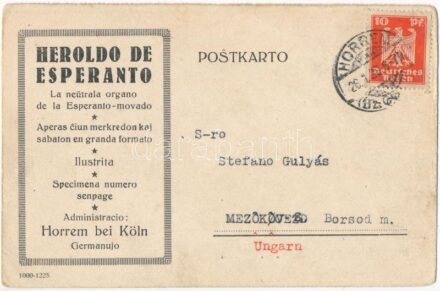 HEROLDO DE
ESPERANTO
La neŭtrala organo
de la Esperanto-movado
Aperas ĉiun merkredon kaj
sabaton en granda formato
Ilustrita
Specimena numero
senpage
Administracio:
Horrem bei Köln
Germanujo
1000-1225
POŜTKARTO
HORREM
10 Pf
Deutsches
Reich
S-ro
Stefano Gulyás
MEZŐKÖVESD Borsod m.
Ungarn
darabanth